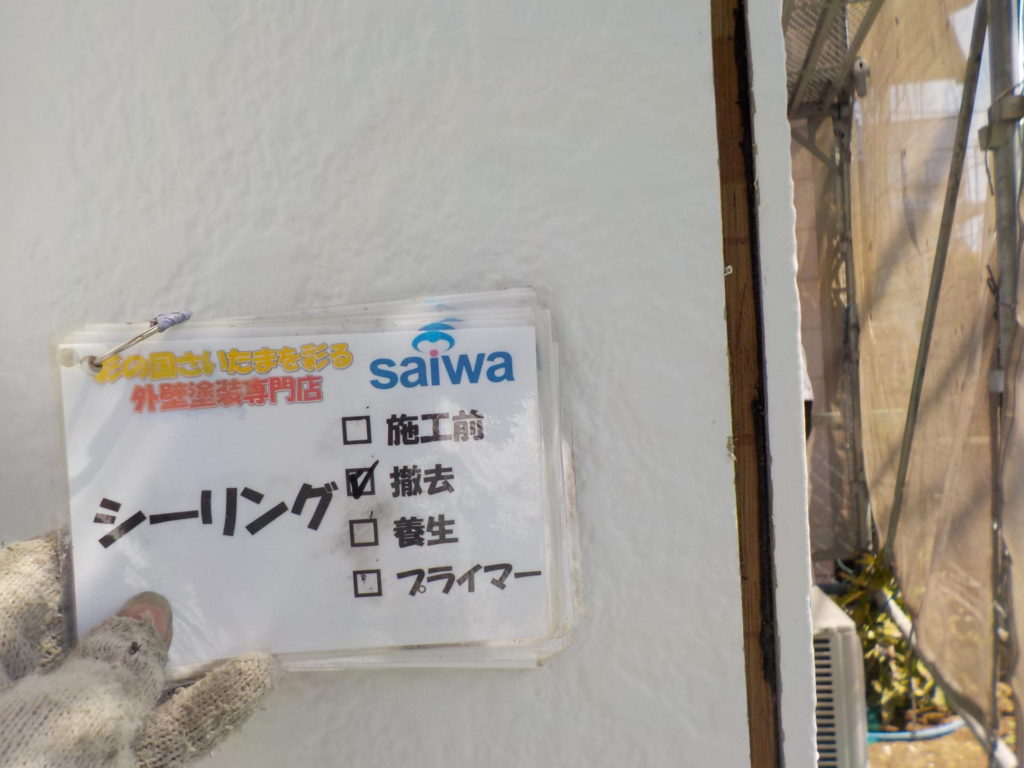 彩の国さいたまを彩る
外壁塗装専門店
saiwa
シーリング
□ 施工前
☑ 撤去
□ 養生
□ プライマー